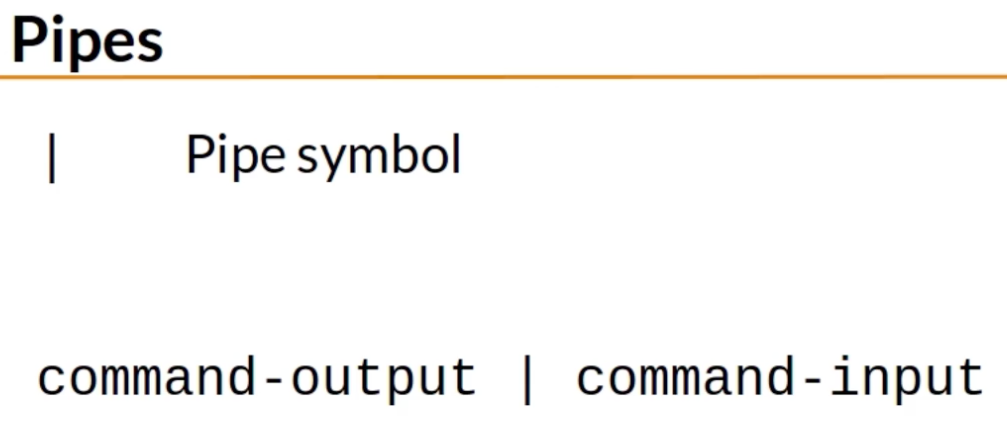 Pipes
| Pipe symbol
command-output | command-input